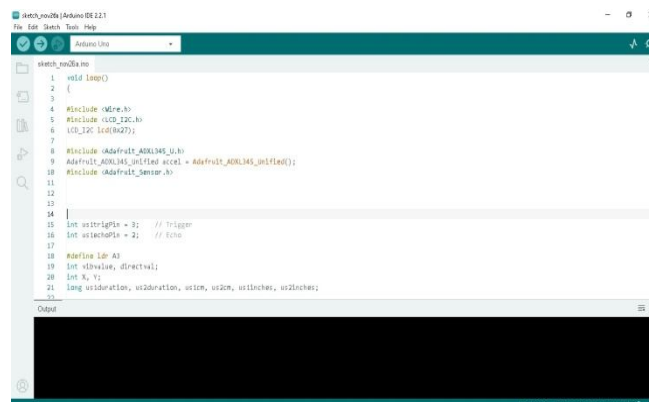 sketch_nov26a | Arduino IDE 2.2.1
File Edit Sketch Tools Help
Arduino Uno
sketch_nov26a.ino
1 void loop()
2 {
3
4 #include <Wire.h>
5 #include <LCD_I2C.h>
6 LCD_I2C lcd(0x27);
7
8 #include <Adafruit_ADXL345_U.h>
9 Adafruit_ADXL345_Unified accel = Adafruit_ADXL345_Unified();
10 #include <Adafruit_Sensor.h>
11
12
13
14
15 int us1trigPin = 3; // Trigger
16 int us1echoPin = 2; // Echo
17
18 #define ldr A3
19 int vibvalue, directval;
20 int X, Y;
21 long us1duration, us2duration, us1cm, us2cm, us1inches, us2inches;
22
Output